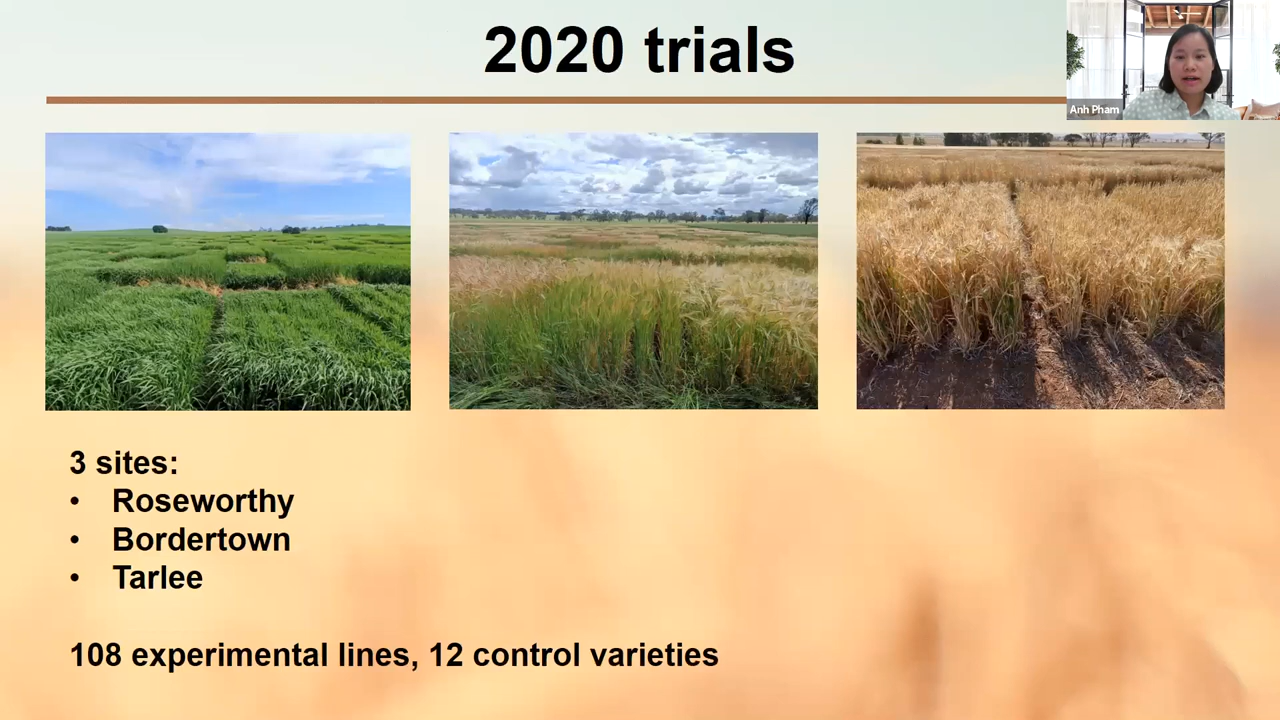 2020 trials
Anh Pham
3 sites:
• Roseworthy
• Bordertown
• Tarlee
108 experimental lines, 12 control varieties